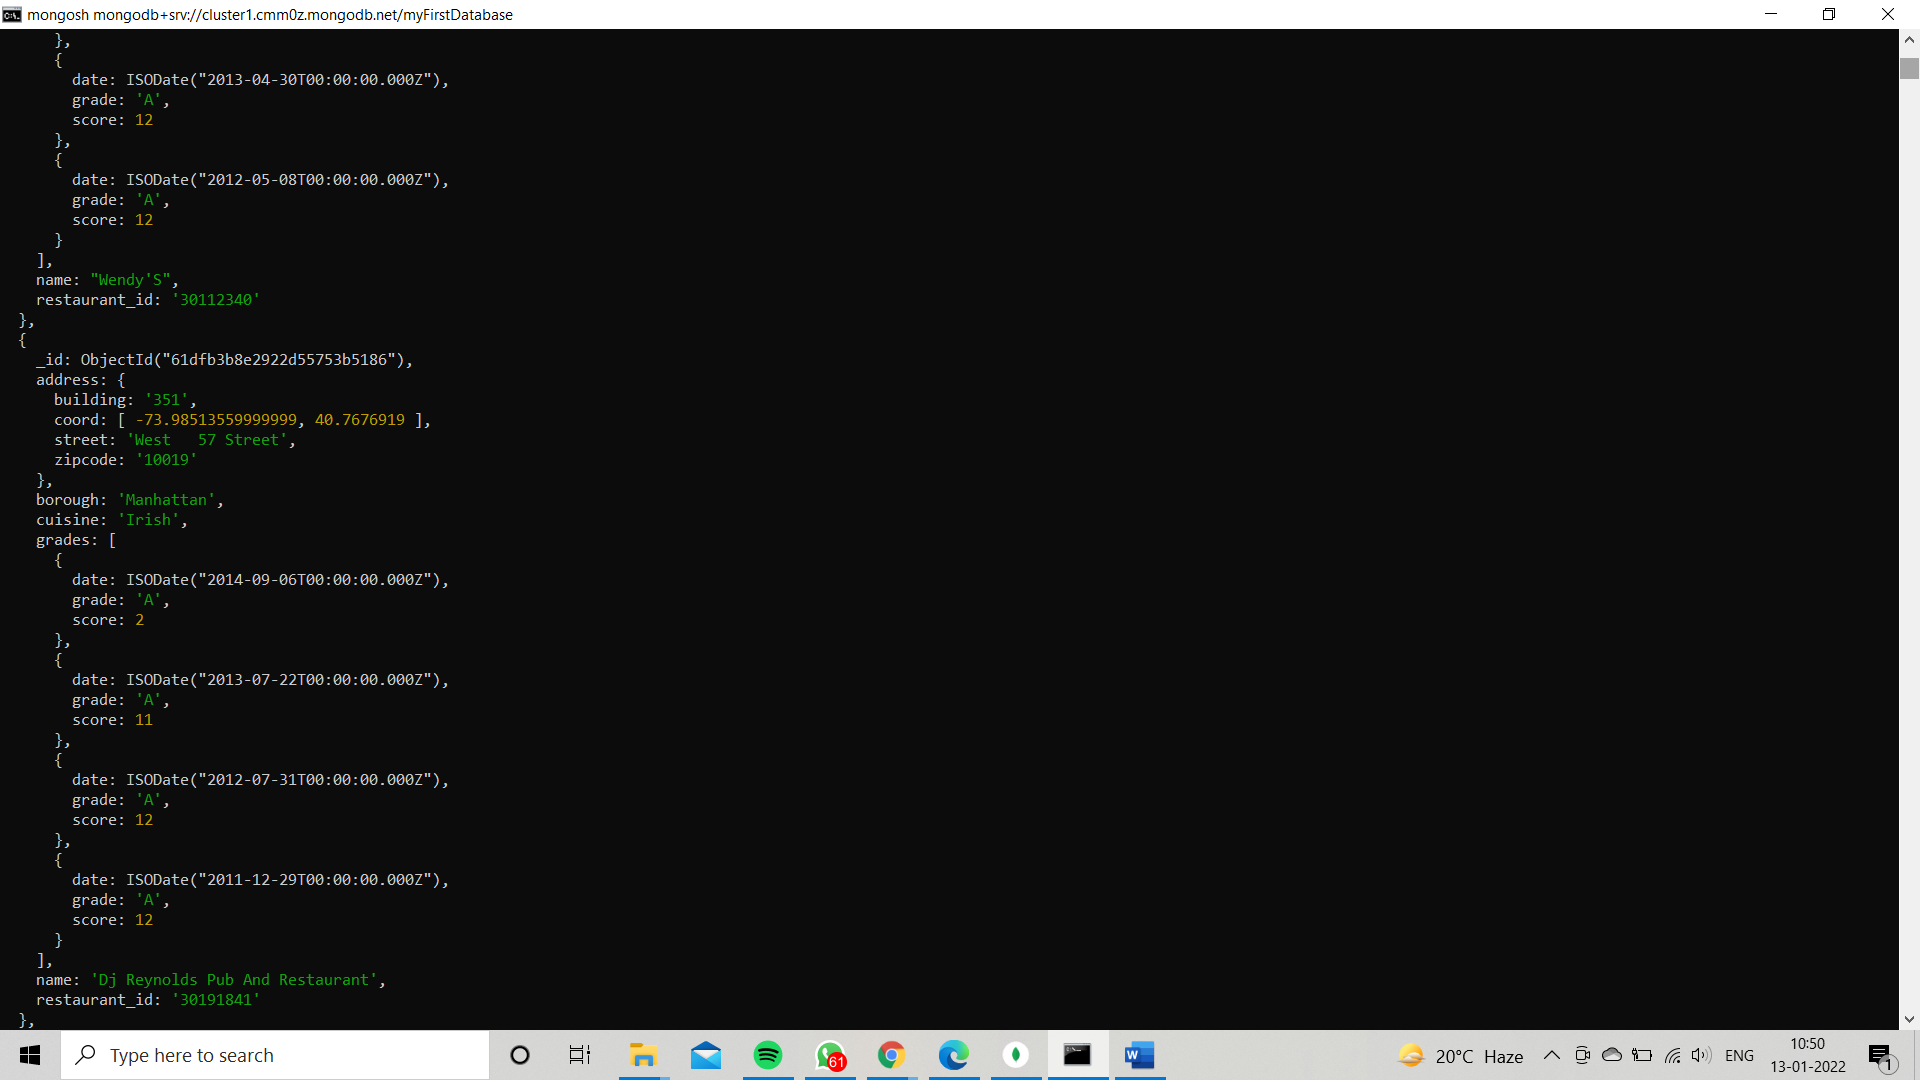 mongosh mongodb+srv://cluster1.cmm0z.mongodb.net/myFirstDatabase
},
{
date: ISODate("2013-04-30T00:00:00.000Z"),
grade: 'A',
score: 12
},
{
date: ISODate("2012-05-08T00:00:00.000Z"),
grade: 'A',
score: 12
}
],
name: "Wendy'S",
restaurant_id: '30112340'
},
{
_id: ObjectId("61dfb3b8e2922d55753b5186"),
address: {
building: '351',
coord: [ -73.98513559999999, 40.7676919 ],
street: 'West   57 Street',
zipcode: '10019'
},
borough: 'Manhattan',
cuisine: 'Irish',
grades: [
{
date: ISODate("2014-09-06T00:00:00.000Z"),
grade: 'A',
score: 2
},
{
date: ISODate("2013-07-22T00:00:00.000Z"),
grade: 'A',
score: 11
},
{
date: ISODate("2012-07-31T00:00:00.000Z"),
grade: 'A',
score: 12
},
{
date: ISODate("2011-12-29T00:00:00.000Z"),
grade: 'A',
score: 12
}
],
name: 'Dj Reynolds Pub And Restaurant',
restaurant_id: '30191841'
},
Type here to search
61
20°C Haze
ENG
10:50
13-01-2022
1